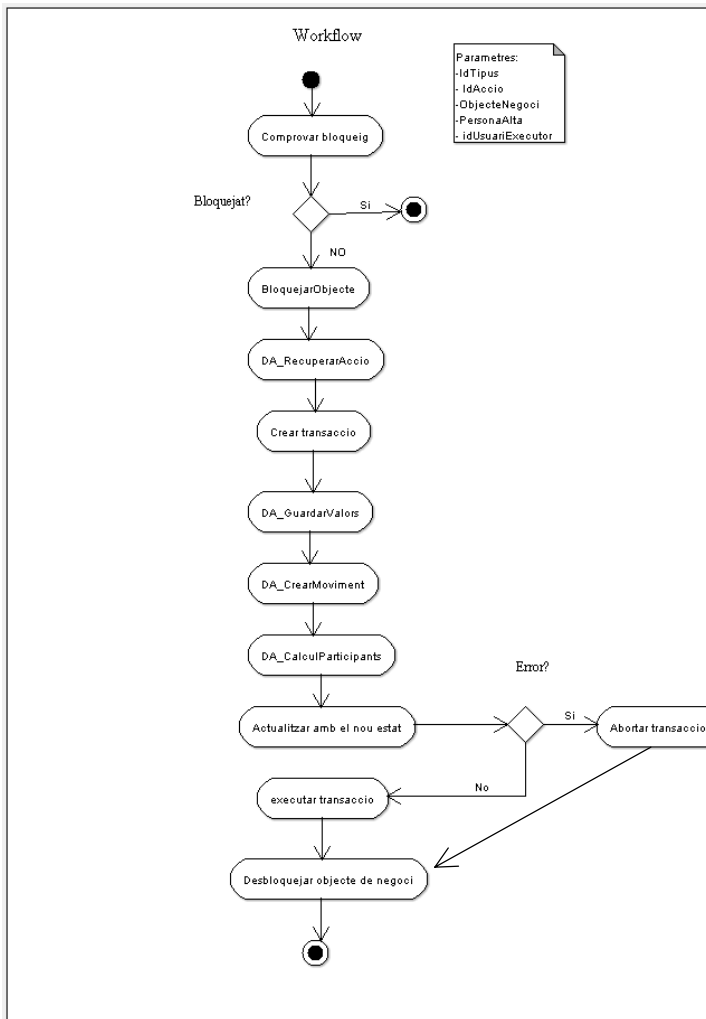 Workflow
Parametres:
-IdTipus
- IdAccio
-ObjecteNegoci
-PersonaAlta
- idUsuariExecutor
Comprovar bloqueig
Bloquejat?
Si
NO
BloquejarObjecte
DA_RecuperarAccio
Crear transaccio
DA_GuardarValors
DA_CrearMoviment
DA_CalculParticipants
Error?
Actualitzar amb el nou estat
Si
Abortar transaccio
No
executar transaccio
Desbloquejar objecte de negoci